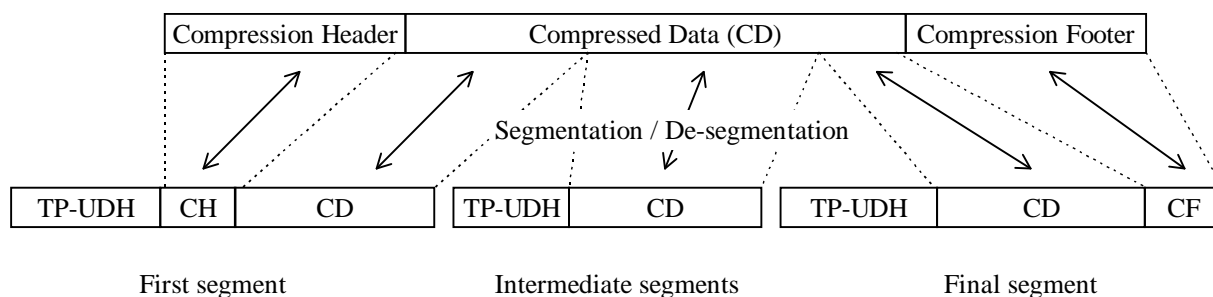 Compression Header Compressed Data (CD) Compression Footer
Segmentation / De-segmentation
TP-UDH CH CD TP-UDH CD TP-UDH CD CF
First segment Intermediate segments Final segment